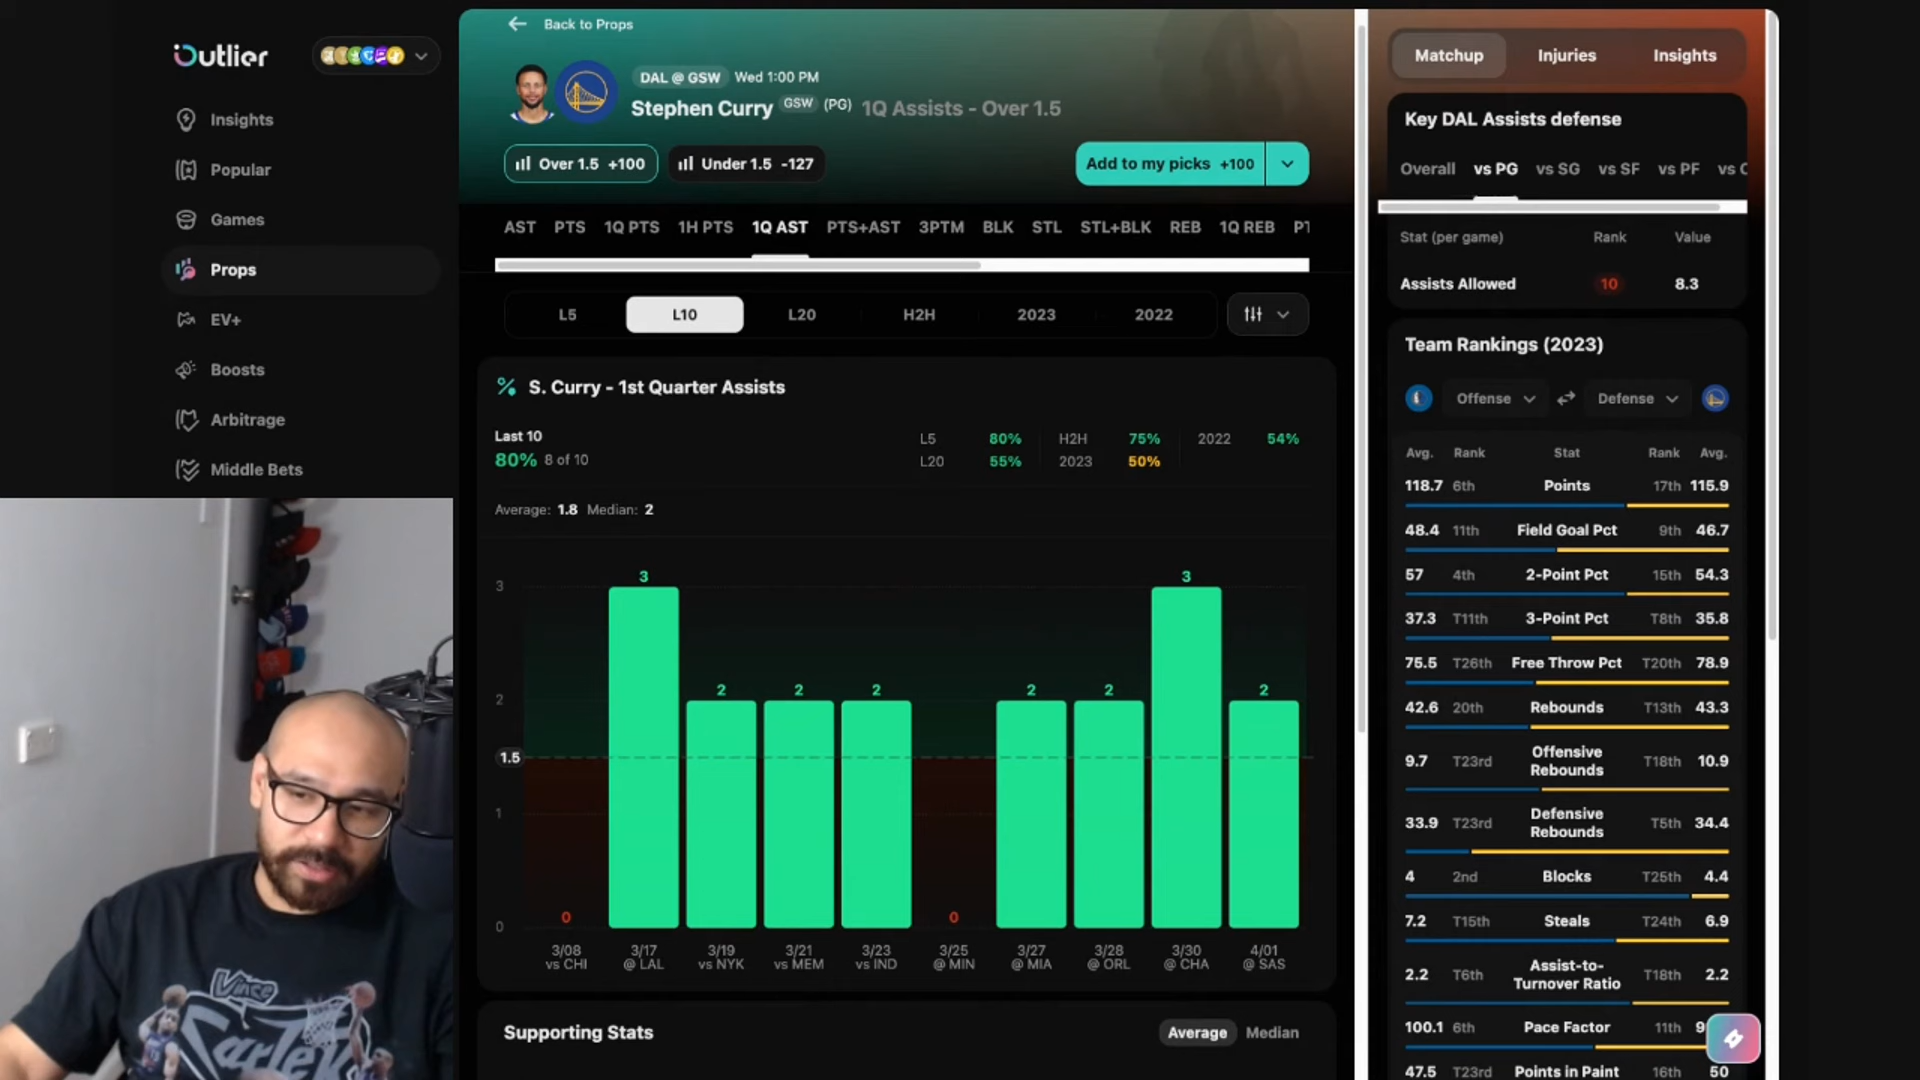 Outlier
Insights
Popular
Games
Props
EV+
Boosts
Arbitrage
Middle Bets
Back to Props
DAL @ GSW Wed 1:00 PM
Stephen Curry GSW (PG) 1Q Assists - Over 1.5
Over 1.5 +100
Under 1.5 -127
Add to my picks +100
AST PTS 1Q PTS 1H PTS 1Q AST PTS+AST 3PTM BLK STL STL+BLK REB 1Q REB
L5 L10 L20 H2H 2023 2022
S. Curry - 1st Quarter Assists
Last 10
80% 8 of 10
L5 80% H2H 75% 2022 54%
L20 55% 2023 50%
Average: 1.8 Median: 2
3
2
1.5
1
0
0 3 2 2 2 0 2 2 3 2
3/08 3/17 3/19 3/21 3/23 3/25 3/27 3/28 3/30 4/01
vs CHI @ LAL vs NYK vs MEM vs IND @ MIN @ MIA @ ORL @ CHA @ SAS
Supporting Stats
Average Median
Matchup Injuries Insights
Key DAL Assists defense
Overall vs PG vs SG vs SF vs PF vs
Stat (per game) Rank Value
Assists Allowed 10 8.3
Team Rankings (2023)
Offense Defense
Avg. Rank Stat Rank Avg.
118.7 6th Points 17th 115.9
48.4 11th Field Goal Pct 9th 46.7
57 4th 2-Point Pct 15th 54.3
37.3 T11th 3-Point Pct T8th 35.8
75.5 T26th Free Throw Pct T20th 78.9
42.6 20th Rebounds T13th 43.3
9.7 T23rd Offensive Rebounds T18th 10.9
33.9 T23rd Defensive Rebounds T5th 34.4
4 2nd Blocks T25th 4.4
7.2 T15th Steals T24th 6.9
2.2 T6th Assist-to-Turnover Ratio T18th 2.2
100.1 6th Pace Factor 11th
47.5 T23rd Points in Paint 16th 50
Vince
Carter